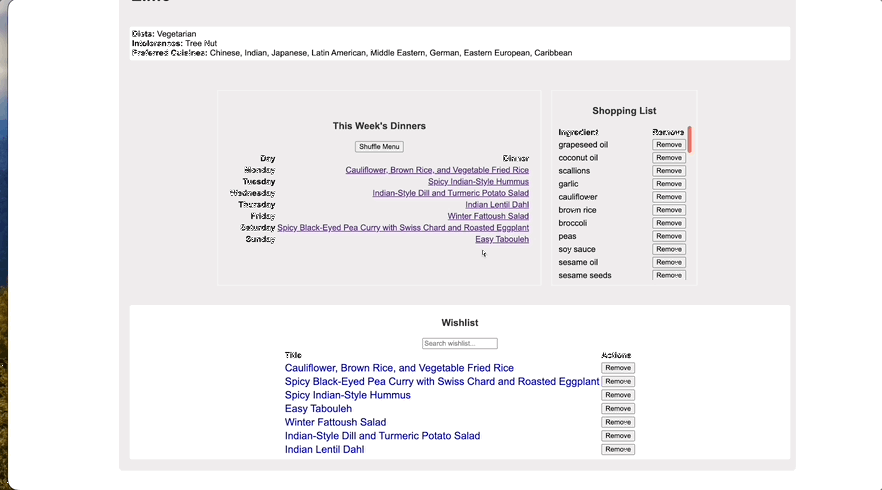 Diets: Vegetarian
Intolerances: Tree Nut
Preferred Cuisines: Chinese, Indian, Japanese, Latin American, Middle Eastern, German, Eastern European, Caribbean
This Week's Dinners
Shuffle Menu
Day Dinner
Monday Cauliflower, Brown Rice, and Vegetable Fried Rice
Tuesday Spicy Indian-Style Hummus
Wednesday Indian-Style Dill and Turmeric Potato Salad
Thursday Indian Lentil Dahl
Friday Winter Fattoush Salad
Saturday Spicy Black-Eyed Pea Curry with Swiss Chard and Roasted Eggplant
Sunday Easy Tabouleh
Shopping List
Ingredient Remove
grapeseed oil Remove
coconut oil Remove
scallions Remove
garlic Remove
cauliflower Remove
brown rice Remove
broccoli Remove
peas Remove
soy sauce Remove
sesame oil Remove
sesame seeds Remove
Wishlist
Search wishlist...
Title Actions
Cauliflower, Brown Rice, and Vegetable Fried Rice Remove
Spicy Black-Eyed Pea Curry with Swiss Chard and Roasted Eggplant Remove
Spicy Indian-Style Hummus Remove
Easy Tabouleh Remove
Winter Fattoush Salad Remove
Indian-Style Dill and Turmeric Potato Salad Remove
Indian Lentil Dahl Remove